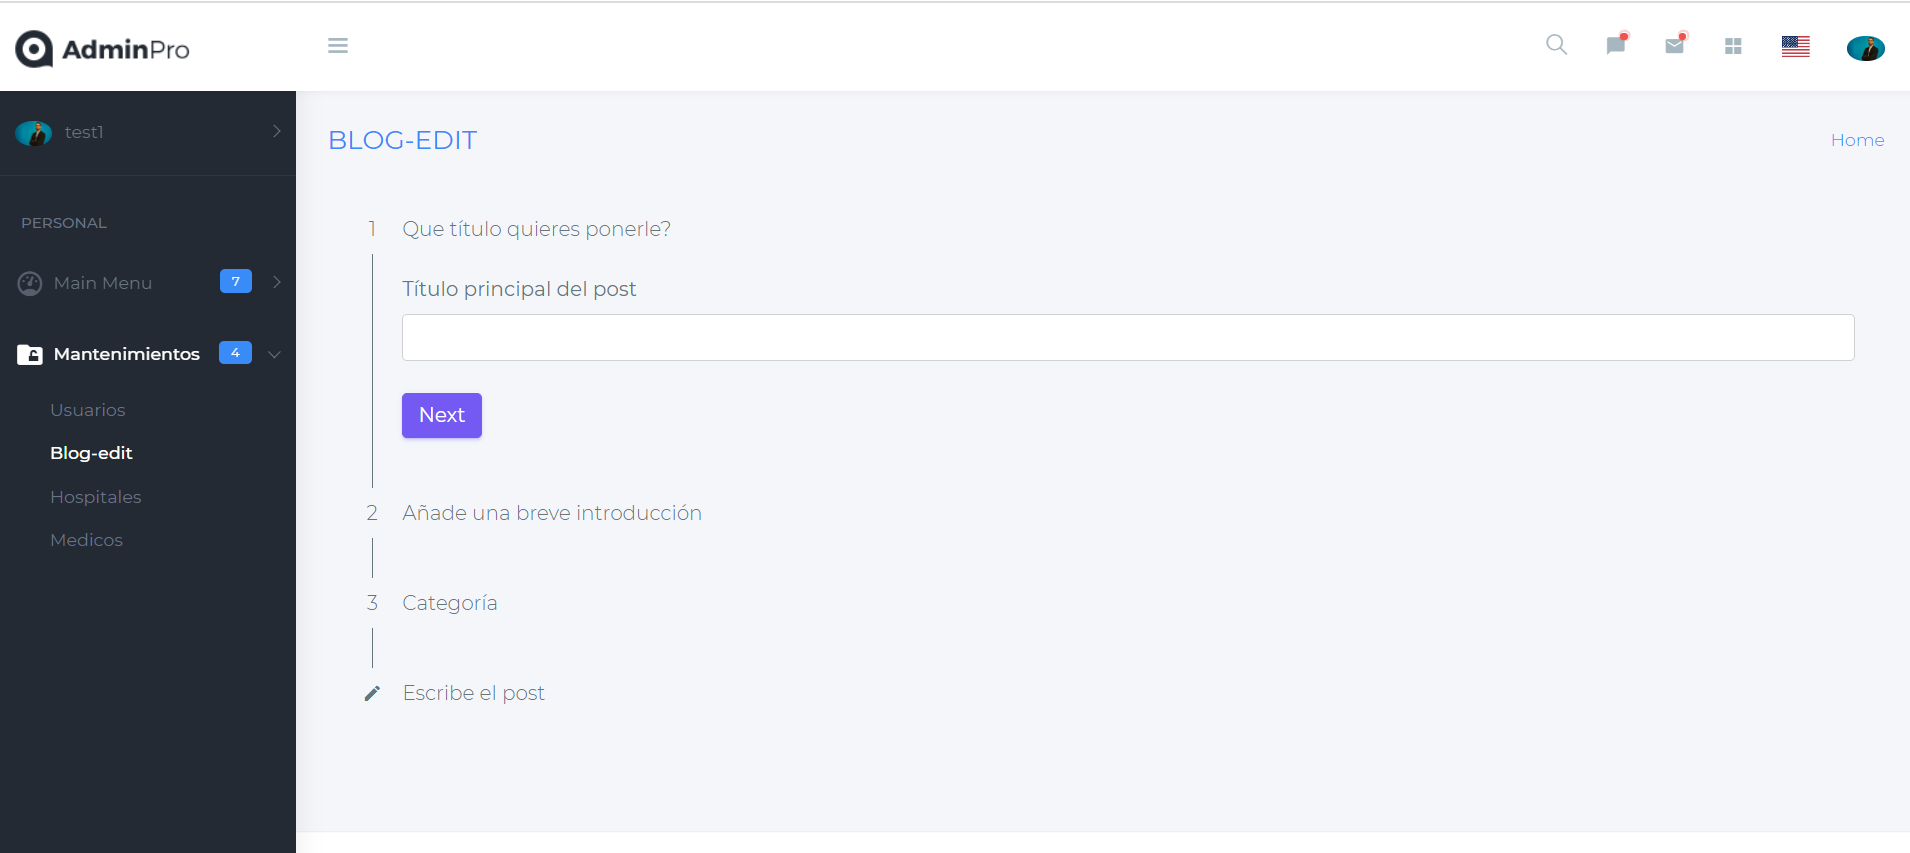 AdminPro
test1
BLOG-EDIT
Home
PERSONAL
Main Menu 7
Mantenimientos 4
Usuarios
Blog-edit
Hospitales
Medicos
1 Que título quieres ponerle?
Título principal del post
Next
2 Añade una breve introducción
3 Categoría
Escribe el post